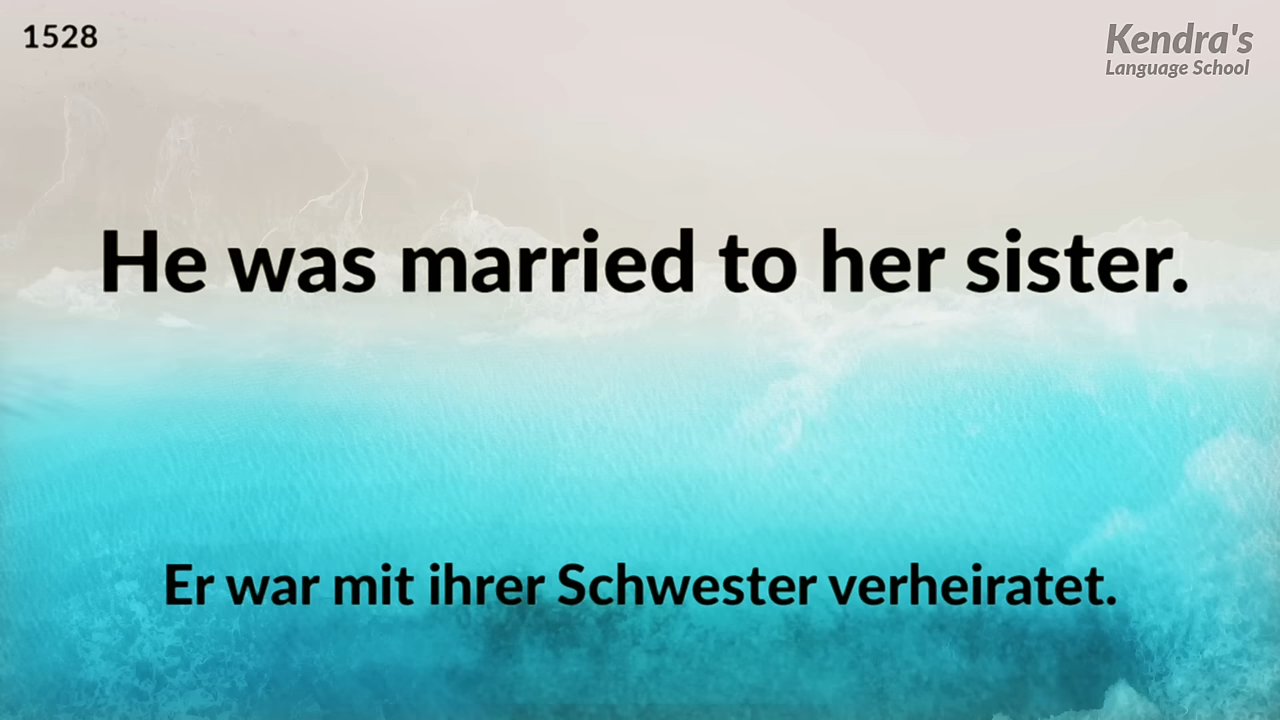 1528
Kendra's
Language School
He was married to her sister.
Er war mit ihrer Schwester verheiratet.